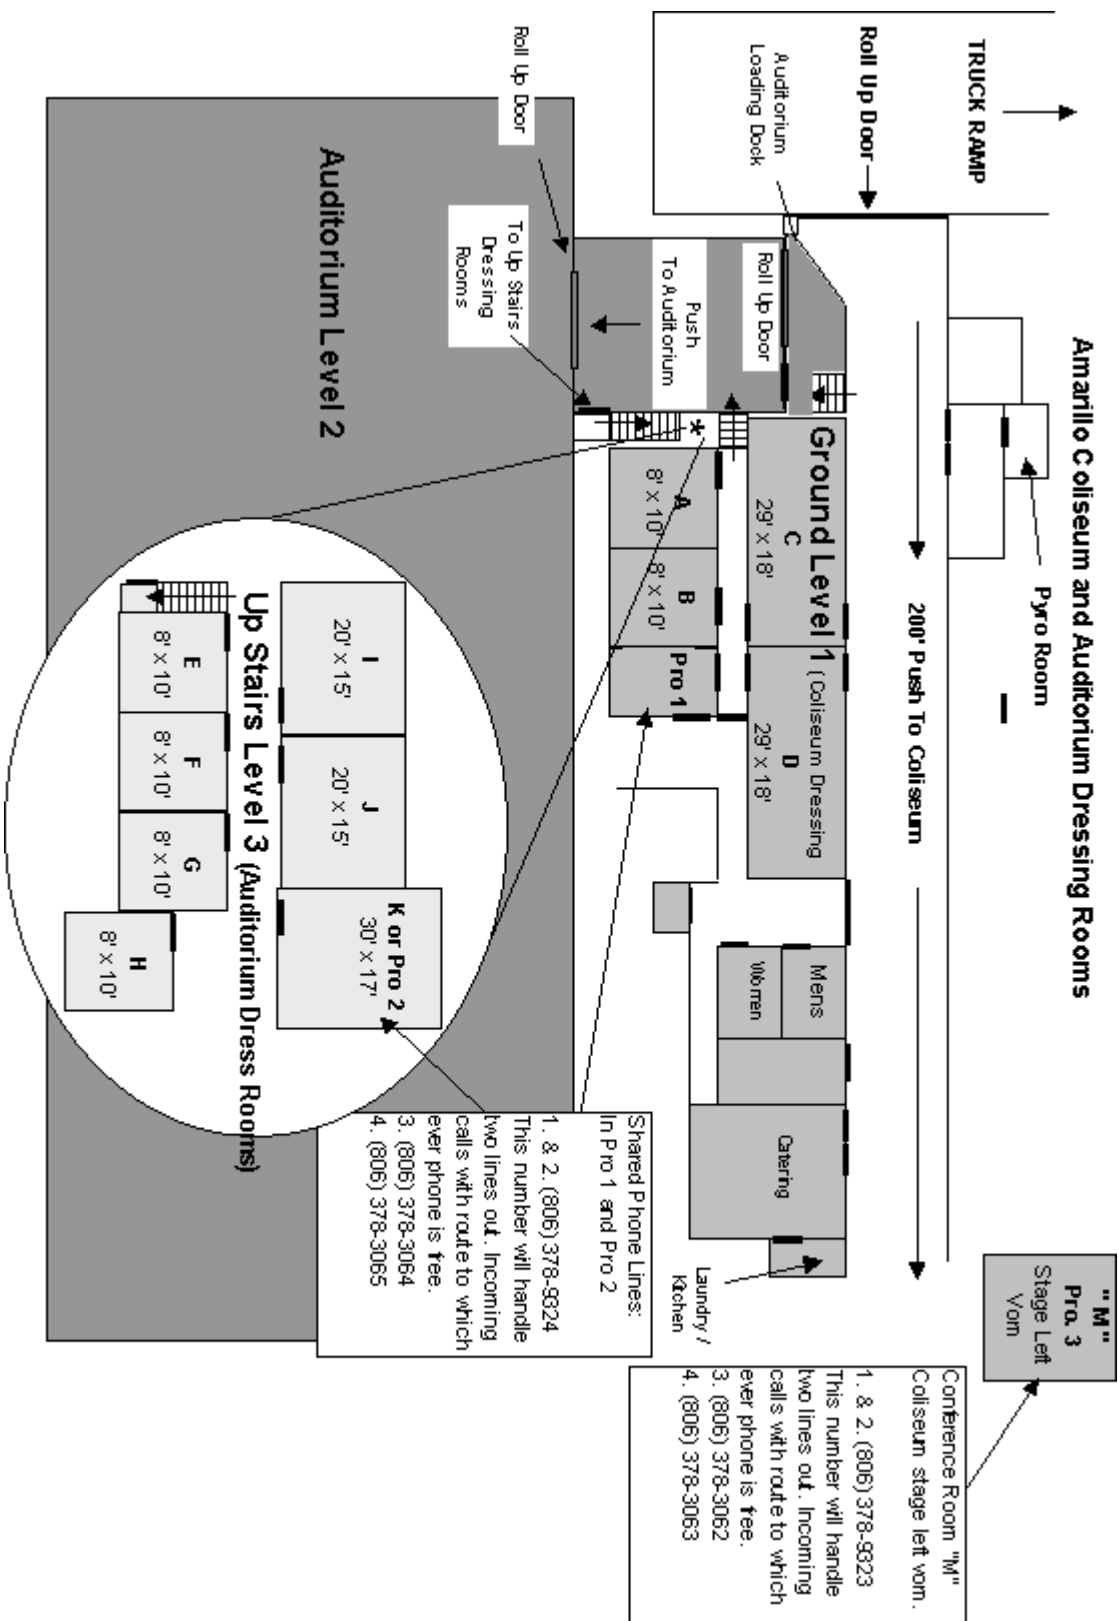 Amarillo Coliseum and Auditorium Dressing Rooms
TRUCK RAMP
Roll Up Door
Auditorium
Loading Dock
Pyro Room
200' Push To Coliseum
Roll Up Door
Push
To Auditorium
To Up Stairs
Dressing
Rooms
Roll Up Door
Auditorium Level 2
Ground Level 1 (Coliseum Dressing
C
29' x 18'
D
29' x 18'
A
8' x 10'
B
8' x 10'
Pro 1
*
Mens
Women
Catering
Laundry /
Kitchen
"M"
Pro. 3
Stage Left
Vom
Conference Room "M"
Coliseum stage left vom.
1. & 2. (806) 378-9323
This number will handle
two lines out. Incoming
calls with route to which
ever phone is free.
3. (806) 378-3062
4. (806) 378-3063
Shared Phone Lines:
In Pro 1 and Pro 2
1. & 2. (806) 378-9324
This number will handle
two lines out. Incoming
calls with route to which
ever phone is free.
3. (806) 378-3064
4. (806) 378-3065
I
20' x 15'
J
20' x 15'
K or Pro 2
30' x 17'
Up Stairs Level 3 (Auditorium Dress Rooms)
E
8' x 10'
F
8' x 10'
G
8' x 10'
H
8' x 10'